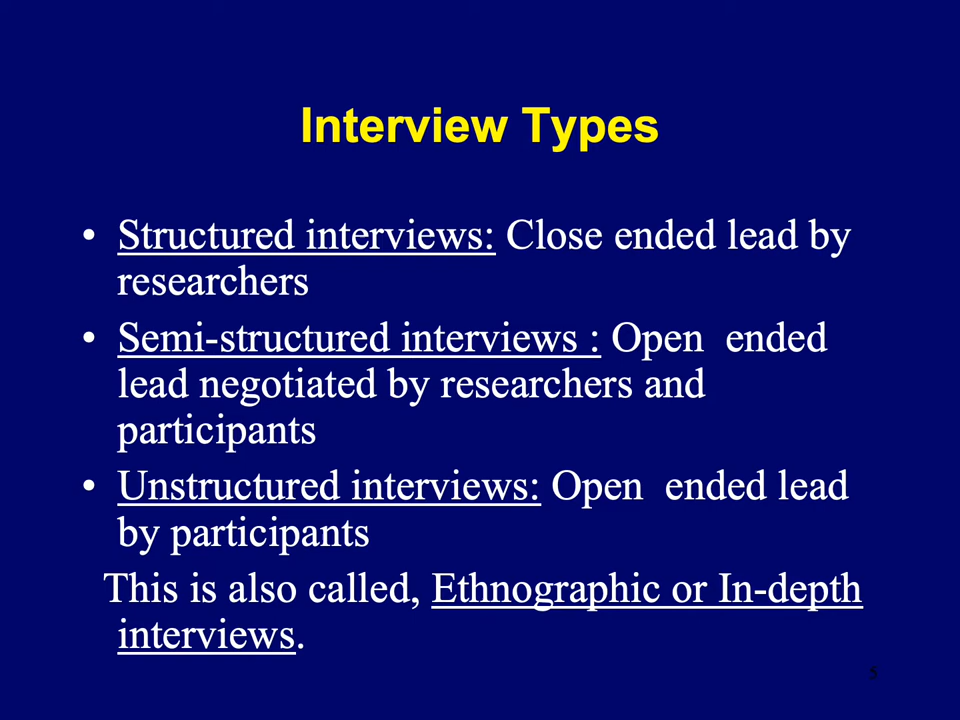 Interview Types
• Structured interviews: Close ended lead by
researchers
• Semi-structured interviews : Open  ended
lead negotiated by researchers and
participants
• Unstructured interviews: Open  ended lead
by participants
This is also called, Ethnographic or In-depth
interviews.
5